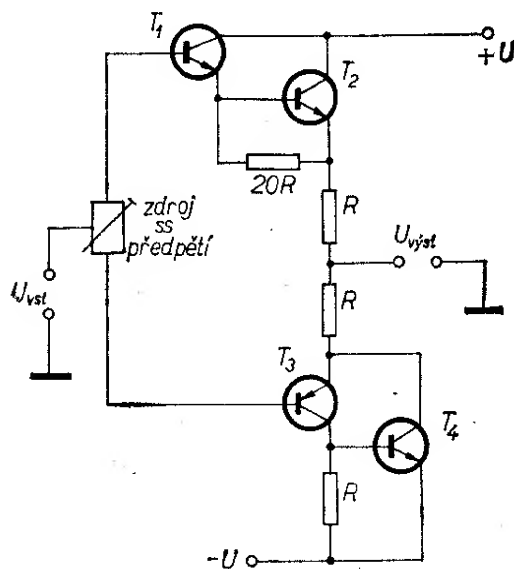 T1
+U
T2
20R
zdroj
ss
předpětí
R
Uvst
Uvýst
R
T3
T4
R
-U